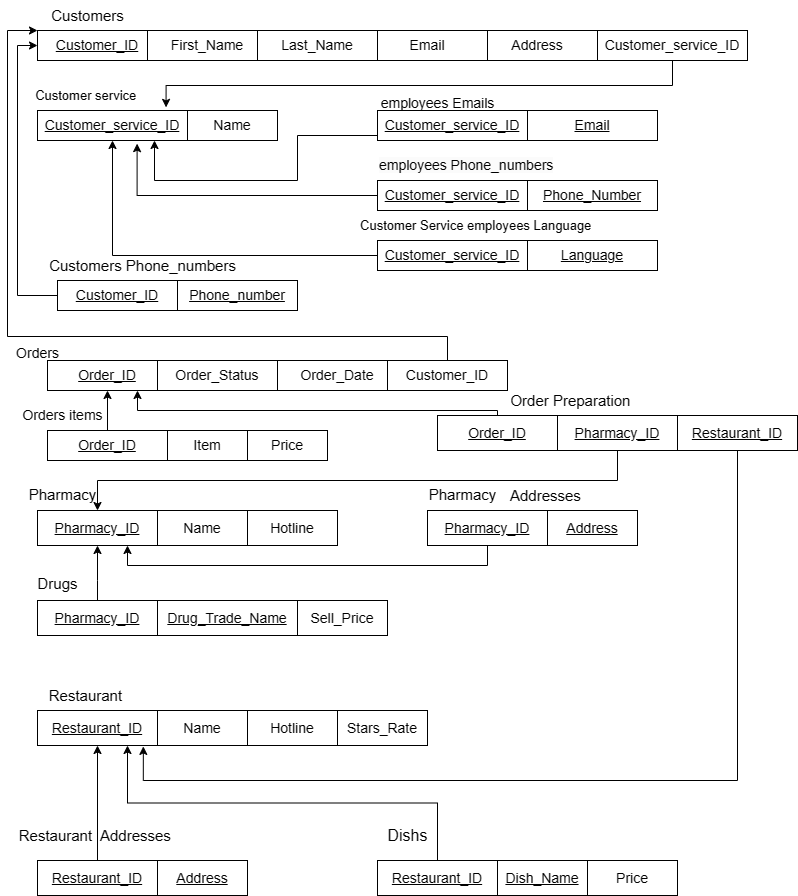 Customers
Customer_ID First_Name Last_Name Email Address Customer_service_ID
Customer service
Customer_service_ID Name
employees Emails
Customer_service_ID Email
employees Phone_numbers
Customer_service_ID Phone_Number
Customer Service employees Language
Customer_service_ID Language
Customers Phone_numbers
Customer_ID Phone_number
Orders
Order_ID Order_Status Order_Date Customer_ID
Orders items
Order_ID Item Price
Order Preparation
Order_ID Pharmacy_ID Restaurant_ID
Pharmacy
Pharmacy_ID Name Hotline
Pharmacy Addresses
Pharmacy_ID Address
Drugs
Pharmacy_ID Drug_Trade_Name Sell_Price
Restaurant
Restaurant_ID Name Hotline Stars_Rate
Restaurant Addresses
Restaurant_ID Address
Dishs
Restaurant_ID Dish_Name Price